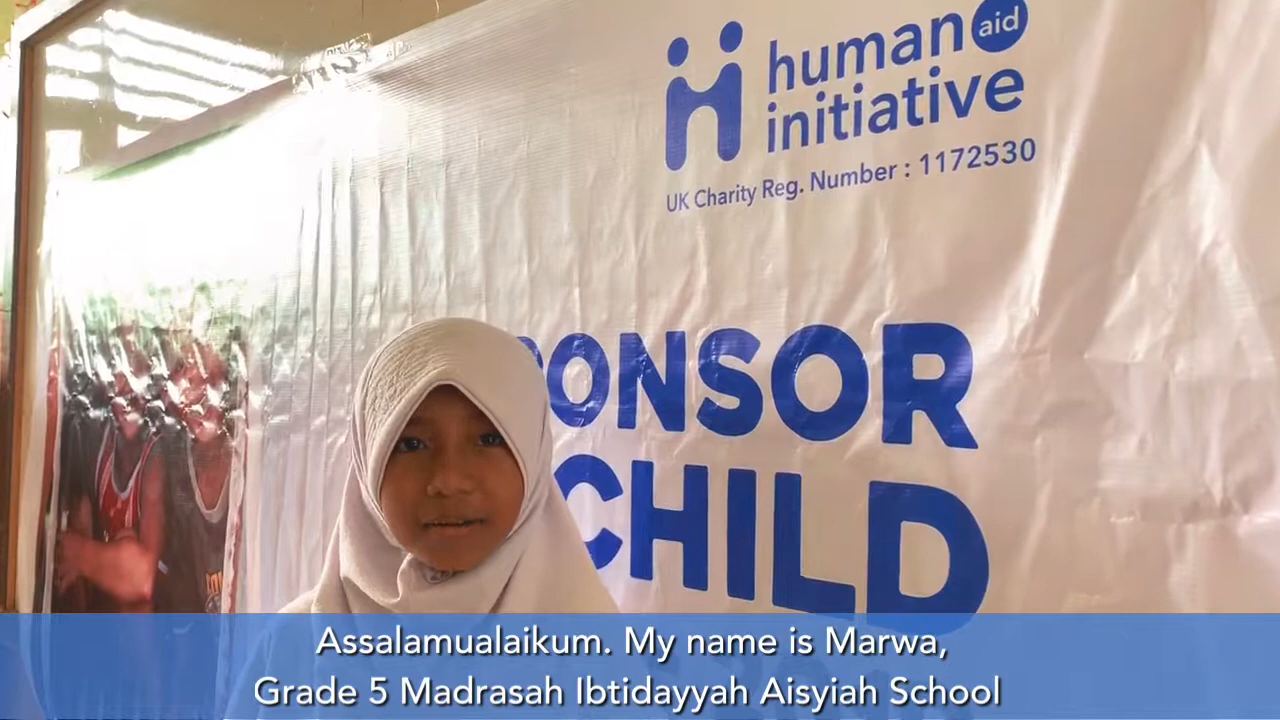 human aid
initiative
UK Charity Reg. Number : 1172530
PONSOR
CHILD
Assalamualaikum. My name is Marwa,
Grade 5 Madrasah Ibtidayyah Aisyiah School